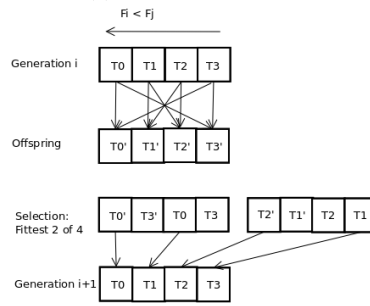 Fi < Fj
Generation i T0 T1 T2 T3
Offspring T0' T1' T2' T3'
Selection: T0' T3' T0 T3 T2' T1' T2 T1
Fittest 2 of 4
Generation i+1 T0 T1 T2 T3